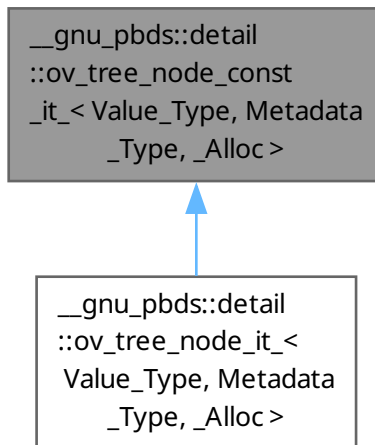 __gnu_pbds::detail
::ov_tree_node_const
_it_< Value_Type, Metadata
_Type, _Alloc >
__gnu_pbds::detail
::ov_tree_node_it_<
Value_Type, Metadata
_Type, _Alloc >